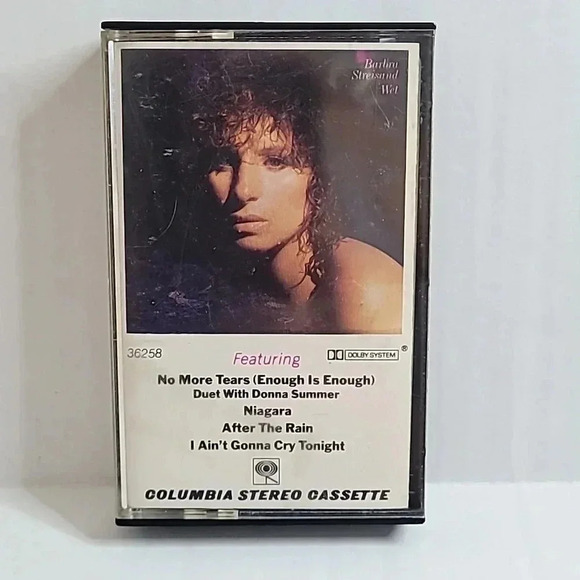 Barbra
Streisand
Wet
36258
Featuring
DOLBY SYSTEM ®
No More Tears (Enough Is Enough)
Duet With Donna Summer
Niagara
After The Rain
I Ain't Gonna Cry Tonight
COLUMBIA STEREO CASSETTE